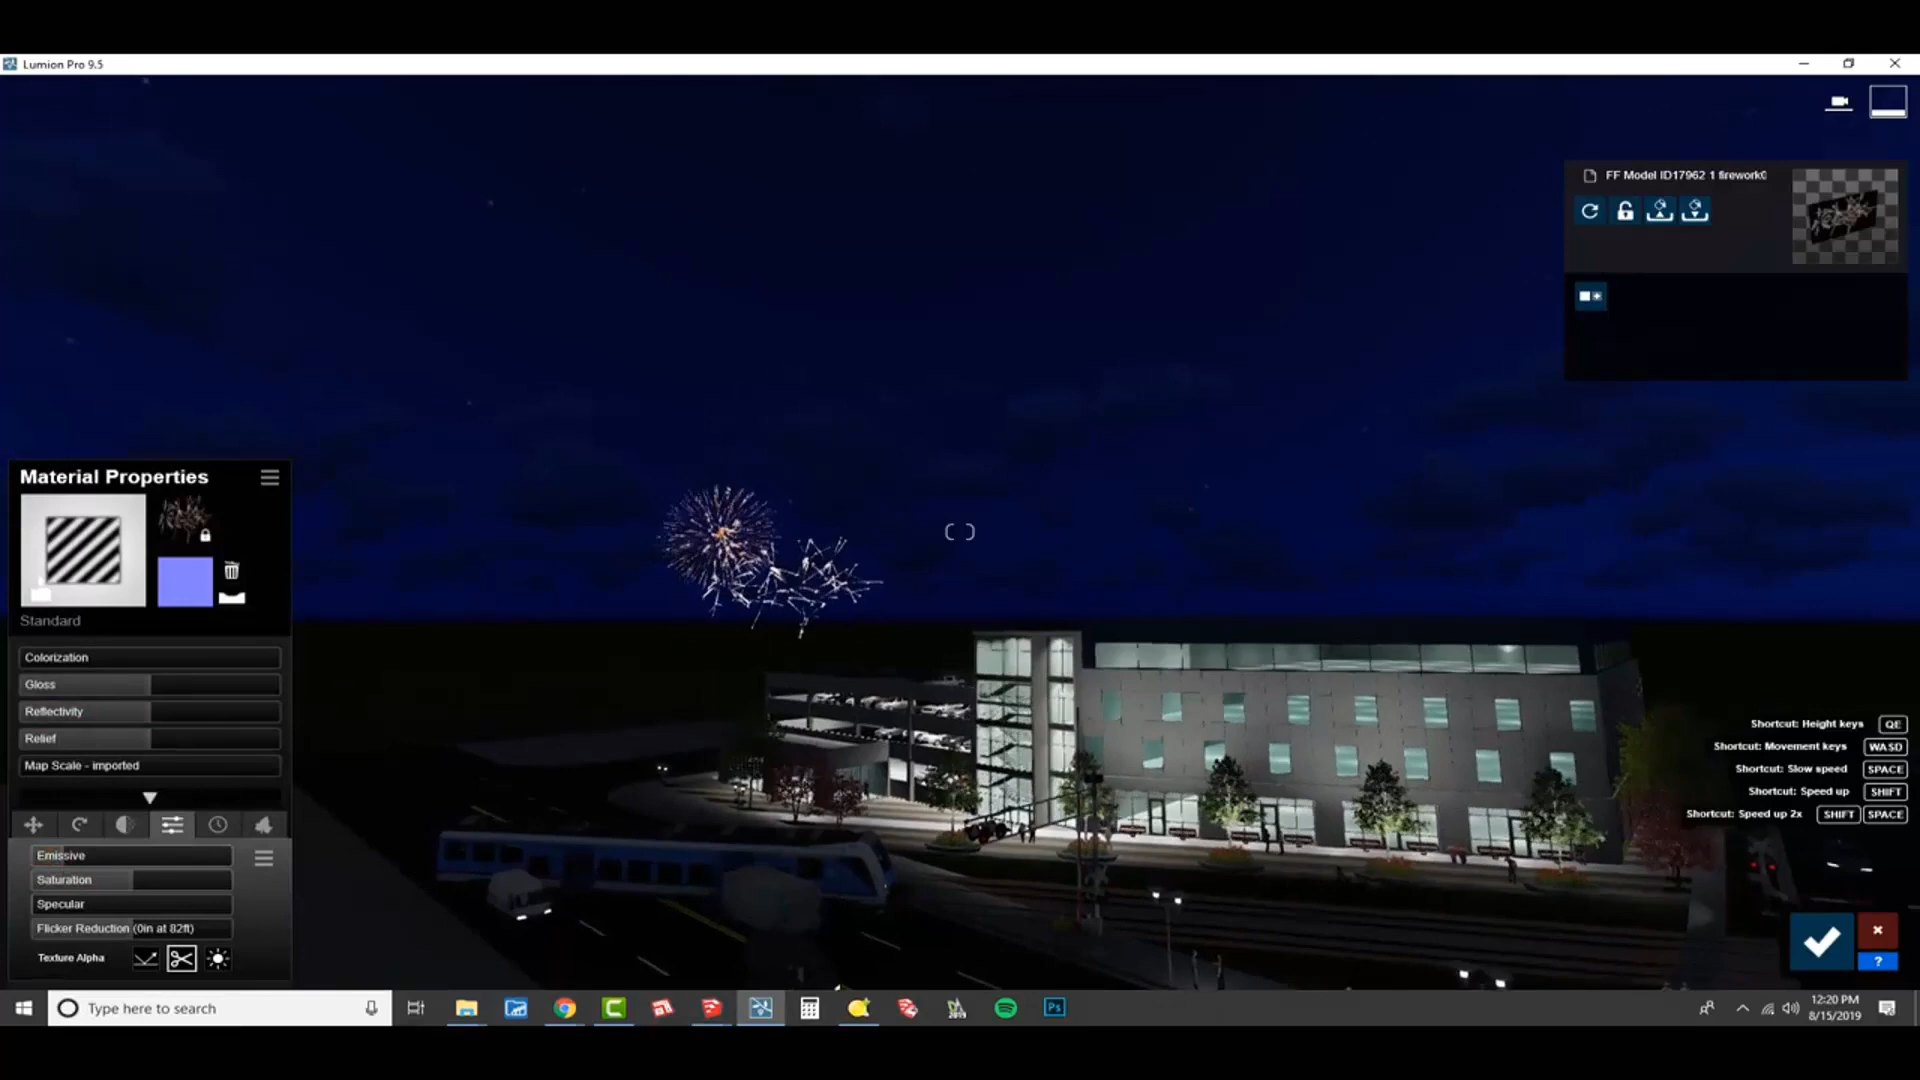 Lumion Pro 9.5
FF Model ID17962 1 firework0
Material Properties
Standard
Colorization
Gloss
Reflectivity
Relief
Map Scale - imported
Emissive
Saturation
Specular
Flicker Reduction (0in at 82ft)
Texture Alpha
Shortcut: Height keys QE
Shortcut: Movement keys WASD
Shortcut: Slow speed SPACE
Shortcut: Speed up SHIFT
Shortcut: Speed up 2x SHIFT SPACE
?
Type here to search
C
2019
Ps
12:20 PM
8/15/2019